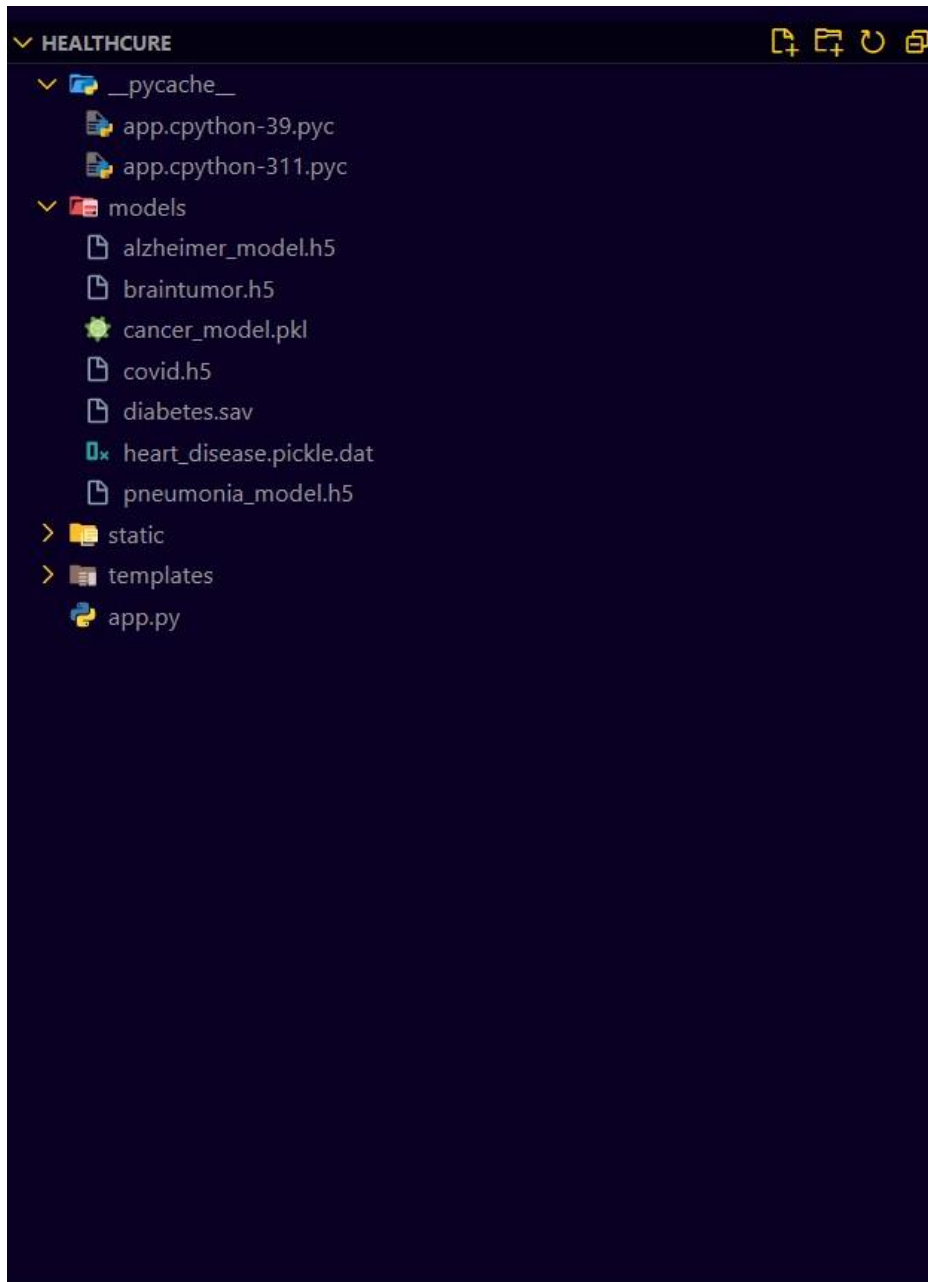 HEALTHCURE
__pycache__
app.cpython-39.pyc
app.cpython-311.pyc
models
alzheimer_model.h5
braintumor.h5
cancer_model.pkl
covid.h5
diabetes.sav
heart_disease.pickle.dat
pneumonia_model.h5
static
templates
app.py